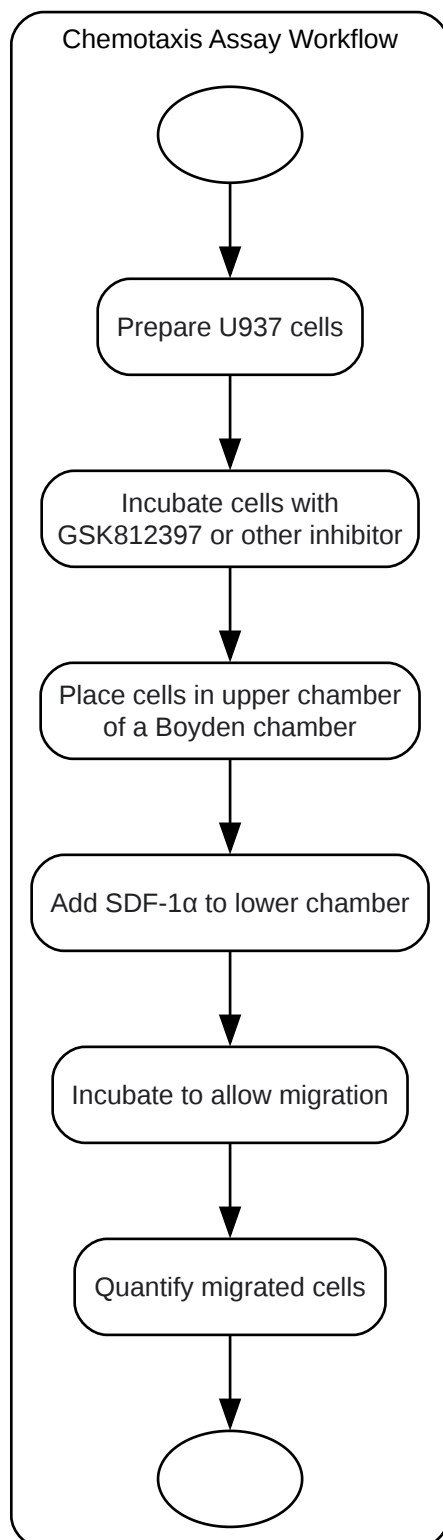 Chemotaxis Assay Workflow
Prepare U937 cells
Incubate cells with
GSK812397 or other inhibitor
Place cells in upper chamber
of a Boyden chamber
Add SDF-1α to lower chamber
Incubate to allow migration
Quantify migrated cells